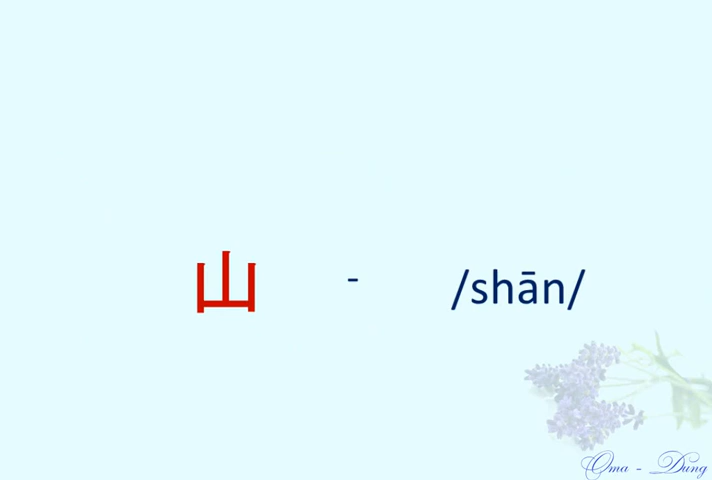 山 - /shān/
Oma - Dung